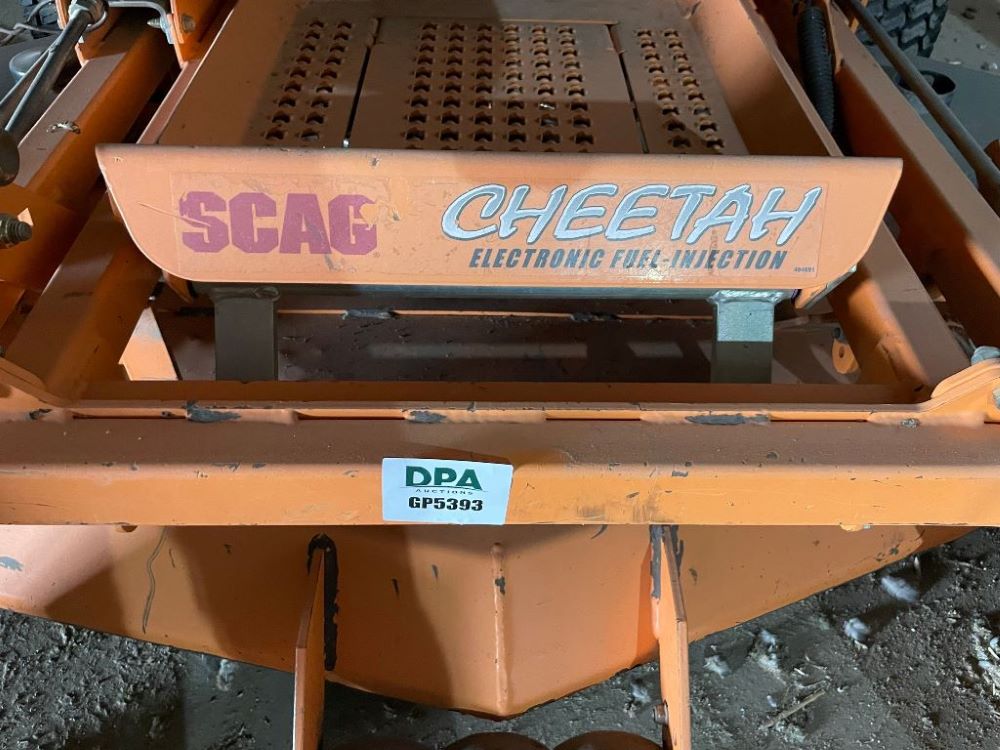 SCAG
CHEETAH
ELECTRONIC FUEL-INJECTION
DPA
AUCTIONS
GP5393